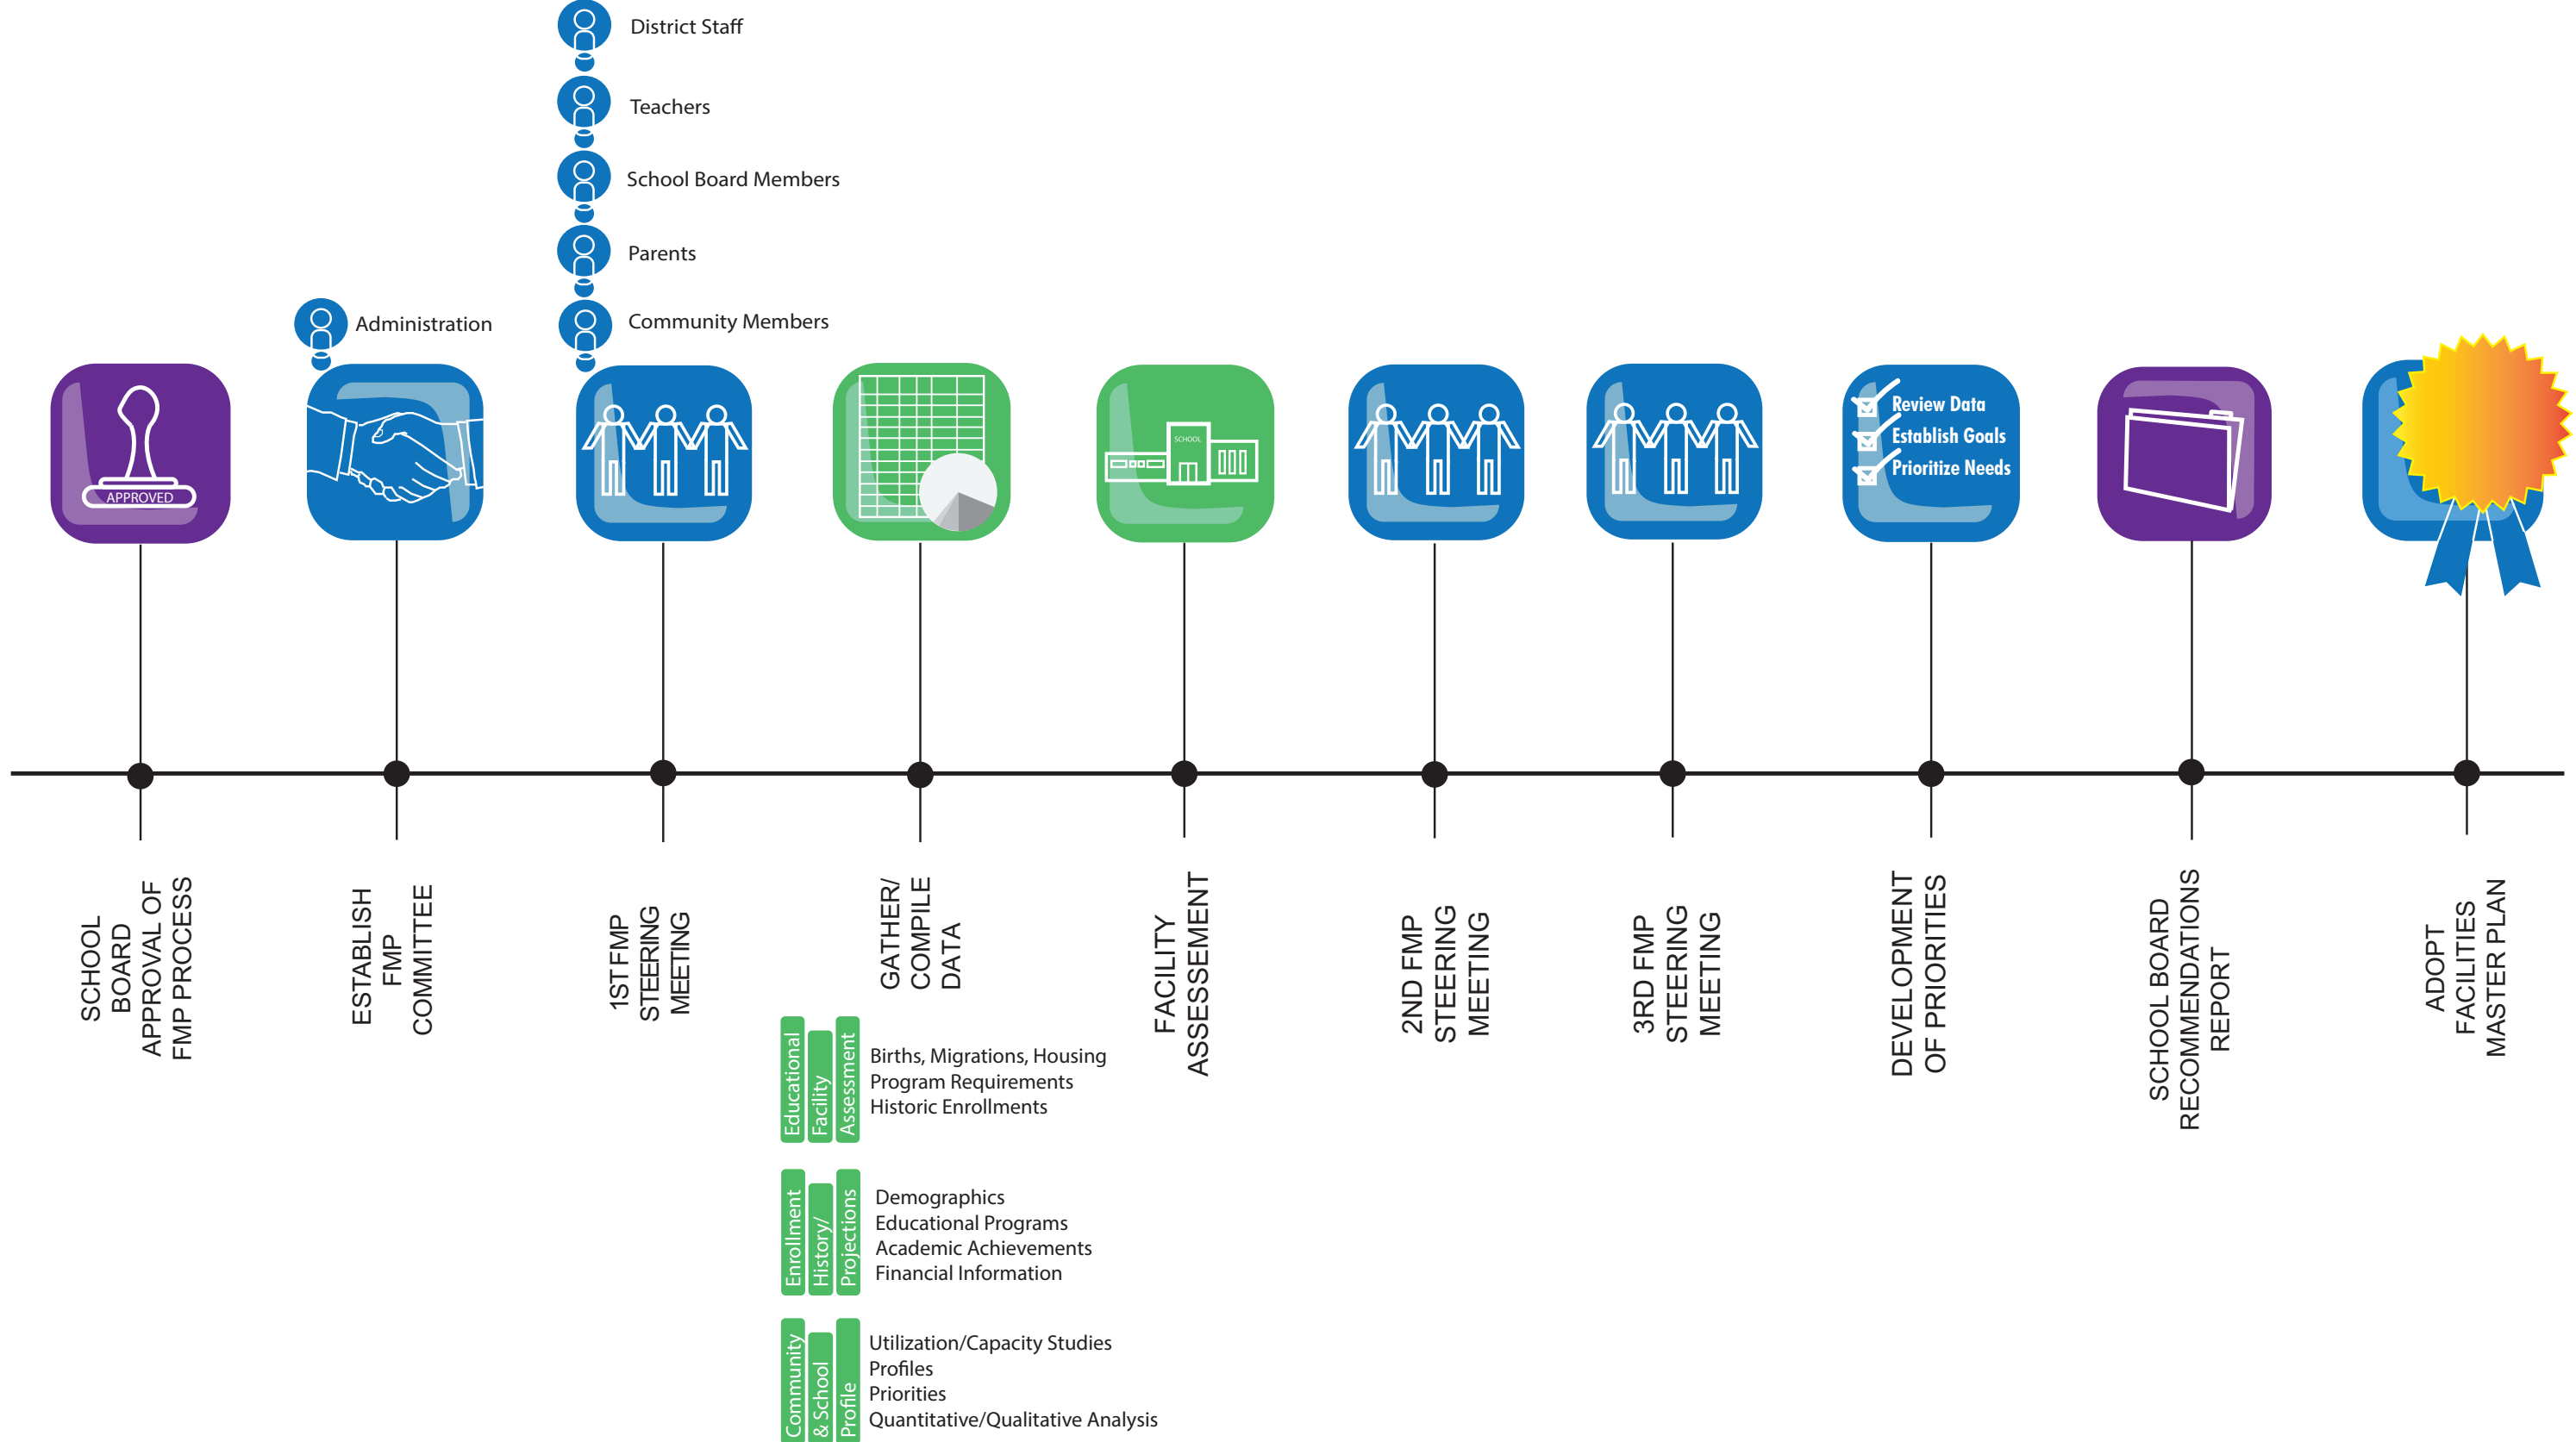 District Staff
Teachers
School Board Members
Parents
Community Members
Administration
APPROVED
SCHOOL
Review Data
Establish Goals
Prioritize Needs
SCHOOL
BOARD
APPROVAL OF
FMP PROCESS
ESTABLISH
FMP
COMMITTEE
1ST FMP
STEERING
MEETING
GATHER/
COMPILE
DATA
FACILITY
ASSESSEMENT
2ND FMP
STEERING
MEETING
3RD FMP
STEERING
MEETING
DEVELOPMENT
OF PRIORITIES
SCHOOL BOARD
RECOMMENDATIONS
REPORT
ADOPT
FACILITIES
MASTER PLAN
Educational
Facility
Assessment
Births, Migrations, Housing
Program Requirements
Historic Enrollments
Enrollment
History/
Projections
Demographics
Educational Programs
Academic Achievements
Financial Information
Community
& School
Profile
Utilization/Capacity Studies
Profiles
Priorities
Quantitative/Qualitative Analysis